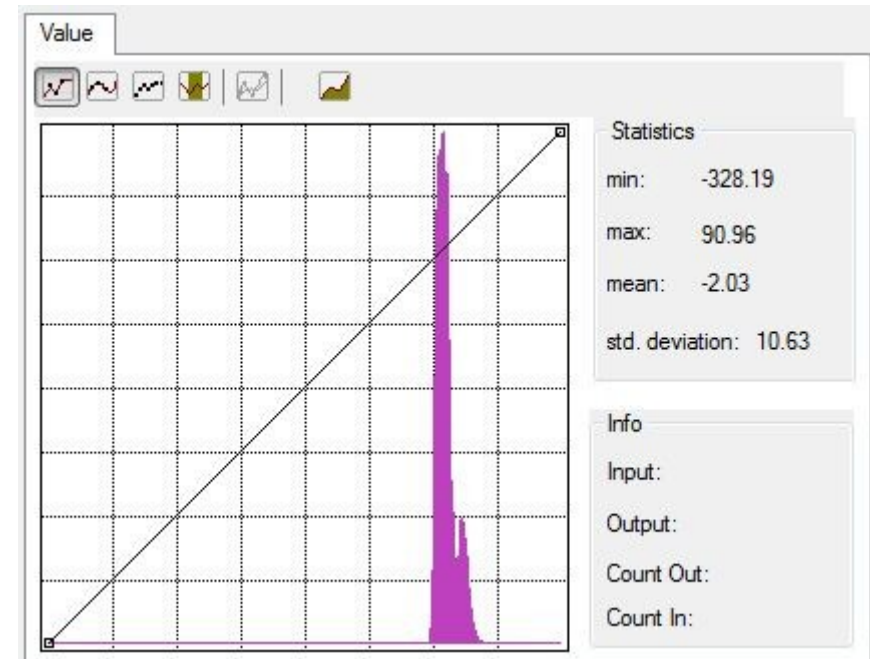 Value
Statistics
min: -328.19
max: 90.96
mean: -2.03
std. deviation: 10.63
Info
Input:
Output:
Count Out:
Count In: